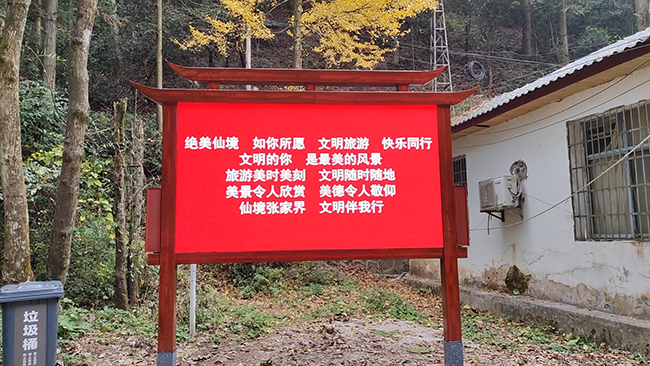 绝美仙境　如你所愿　文明旅游　快乐同行
文明的你　是最美的风景
旅游美时美刻　文明随时随地
美景令人欣赏　美德令人敬仰
仙境张家界　文明伴我行
垃圾桶